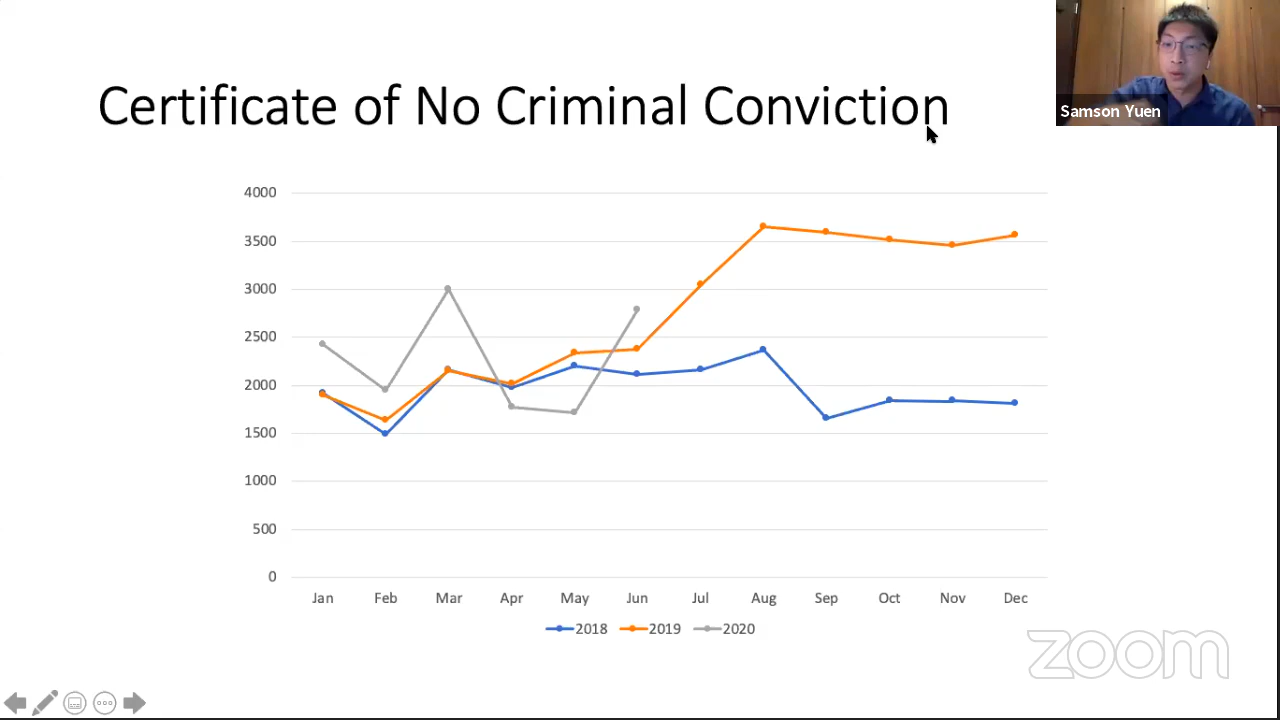 Certificate of No Criminal Conviction
Samson Yuen
4000
3500
3000
2500
2000
1500
1000
500
0
Jan Feb Mar Apr May Jun Jul Aug Sep Oct Nov Dec
2018 2019 2020
zoom